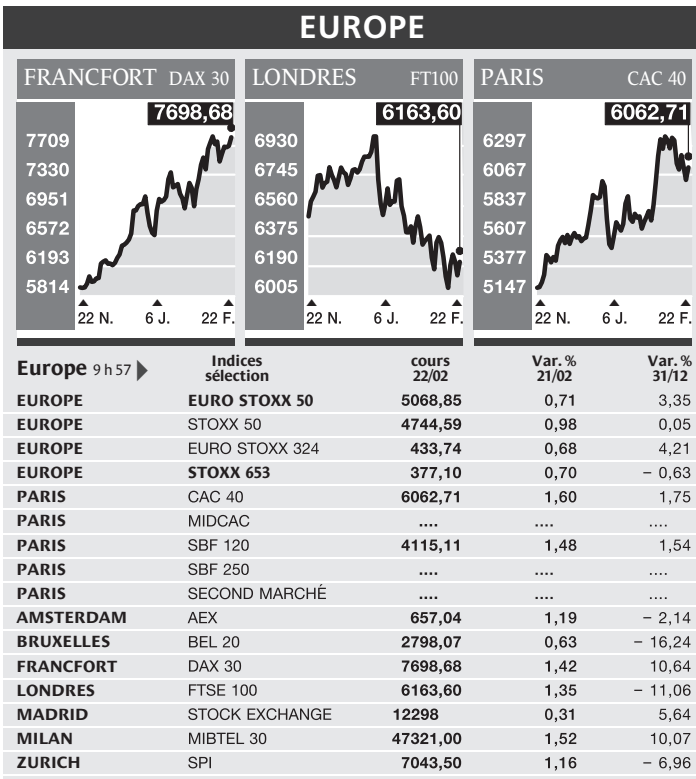 EUROPE
FRANCFORT DAX 30
7698,68
7709
7330
6951
6572
6193
5814
22 N. 6 J. 22 F.
LONDRES FT100
6163,60
6930
6745
6560
6375
6190
6005
22 N. 6 J. 22 F.
PARIS CAC 40
6062,71
6297
6067
5837
5607
5377
5147
22 N. 6 J. 22 F.
Europe 9 h 57 Indices sélection cours 22/02 Var. % 21/02 Var. % 31/12
EUROPE EURO STOXX 50 5068,85 0,71 3,35
EUROPE STOXX 50 4744,59 0,98 0,05
EUROPE EURO STOXX 324 433,74 0,68 4,21
EUROPE STOXX 653 377,10 0,70 – 0,63
PARIS CAC 40 6062,71 1,60 1,75
PARIS MIDCAC .... .... ....
PARIS SBF 120 4115,11 1,48 1,54
PARIS SBF 250 .... .... ....
PARIS SECOND MARCHÉ .... .... ....
AMSTERDAM AEX 657,04 1,19 – 2,14
BRUXELLES BEL 20 2798,07 0,63 – 16,24
FRANCFORT DAX 30 7698,68 1,42 10,64
LONDRES FTSE 100 6163,60 1,35 – 11,06
MADRID STOCK EXCHANGE 12298 0,31 5,64
MILAN MIBTEL 30 47321,00 1,52 10,07
ZURICH SPI 7043,50 1,16 – 6,96